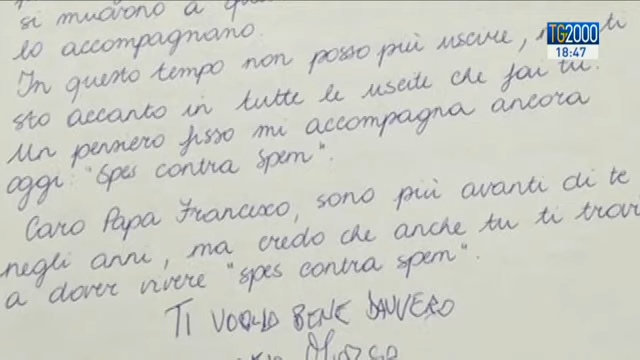 si muovono a
lo accompagnano.
In questo tempo non posso più uscire, ti
sto accanto in tutte le uscite che fai tu.
Un pensiero fisso mi accompagna ancora
oggi: "Spes contra spem".
Caro Papa Francesco, sono più avanti di te
negli anni, ma credo che anche tu ti trovi
a dover vivere "spes contra spem".
TI VOGLIO BENE DAVVERO
TG2000
18:47